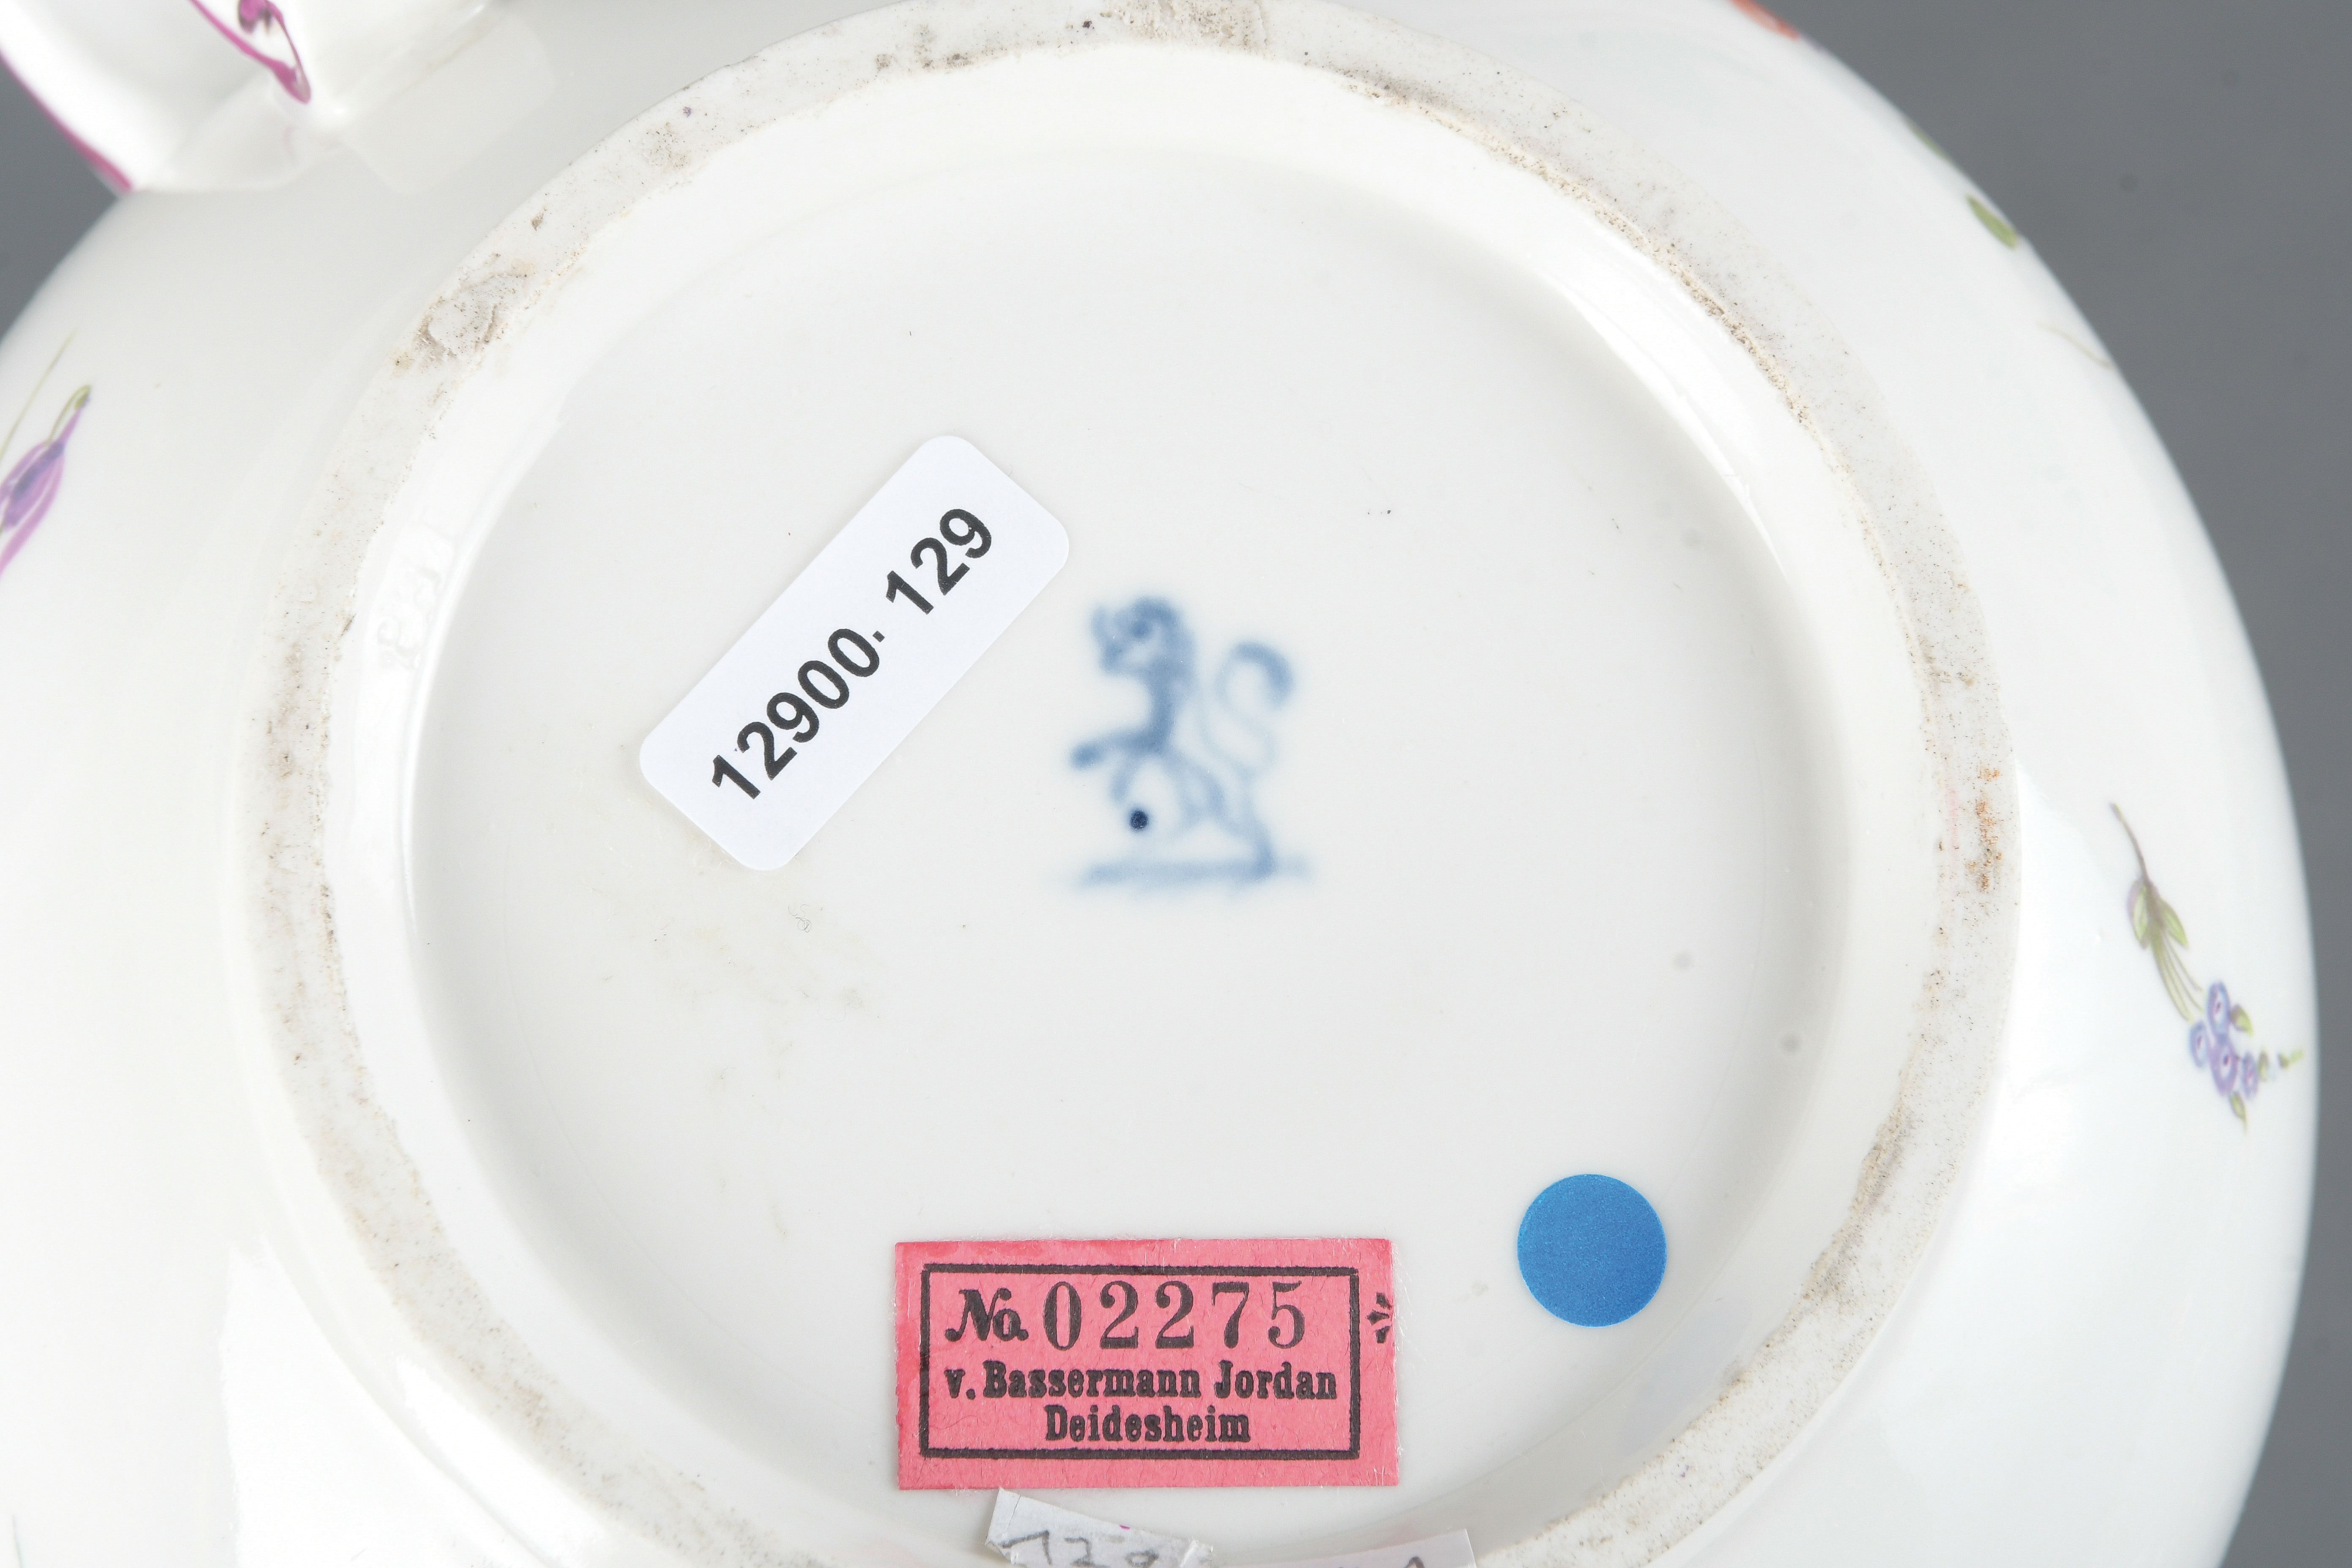 12900. 129
No. 02275
v. Bassermann Jordan
Deidesheim